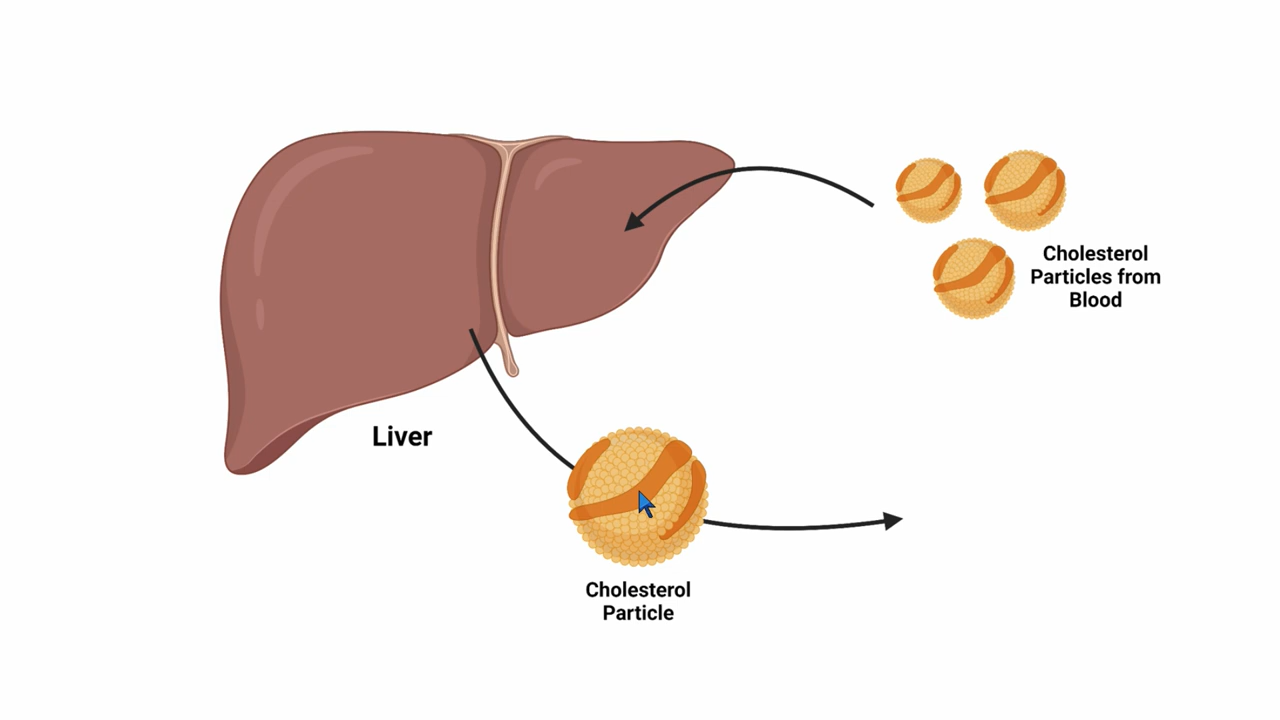 Cholesterol
Particles from
Blood
Liver
Cholesterol
Particle